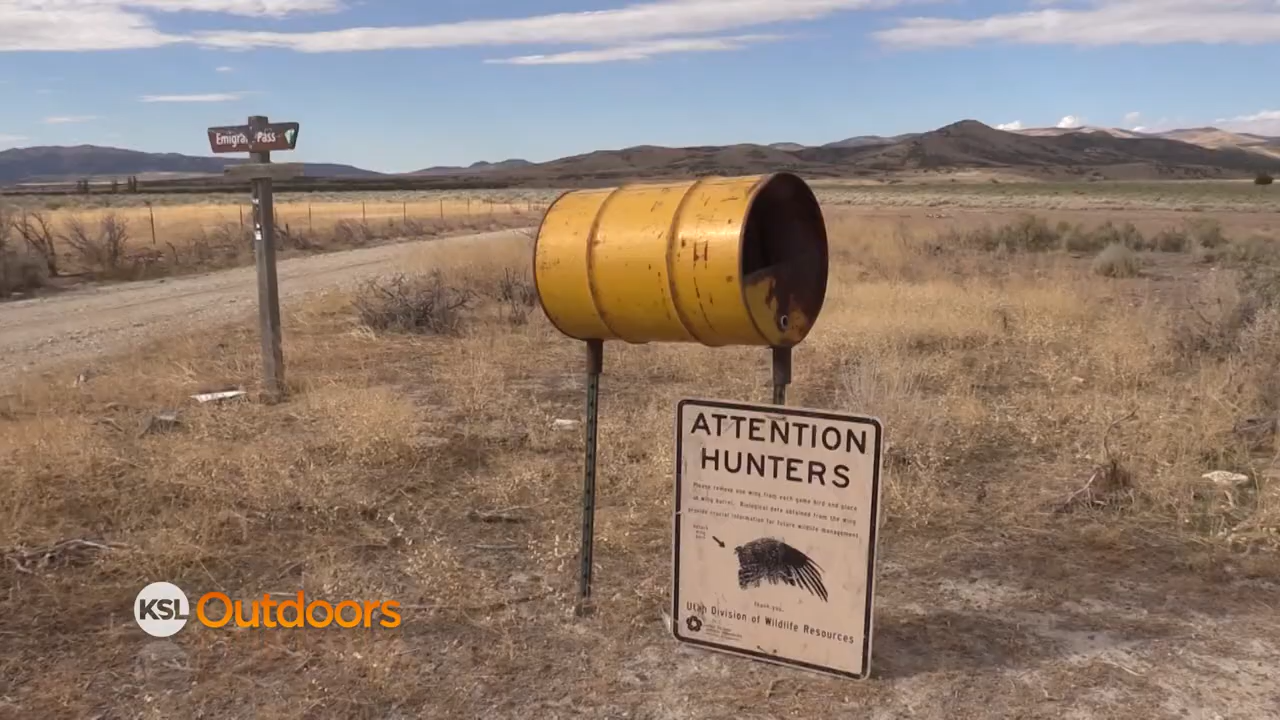 Emigrant Pass
ATTENTION
HUNTERS
Please remove one wing from each game bird and place
in wing barrel. Biological data obtained from the wing
provide crucial information for future wildlife management.
Thank you,
Utah Division of Wildlife Resources
KSL Outdoors